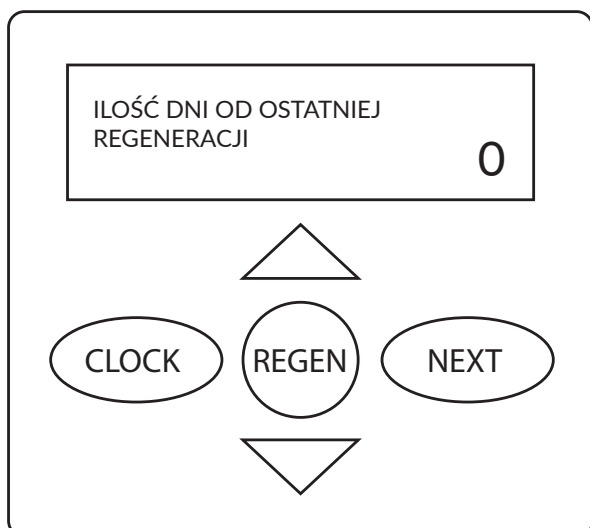 ILOŚĆ DNI OD OSTATNIEJ
REGENERACJI
0
CLOCK REGEN NEXT